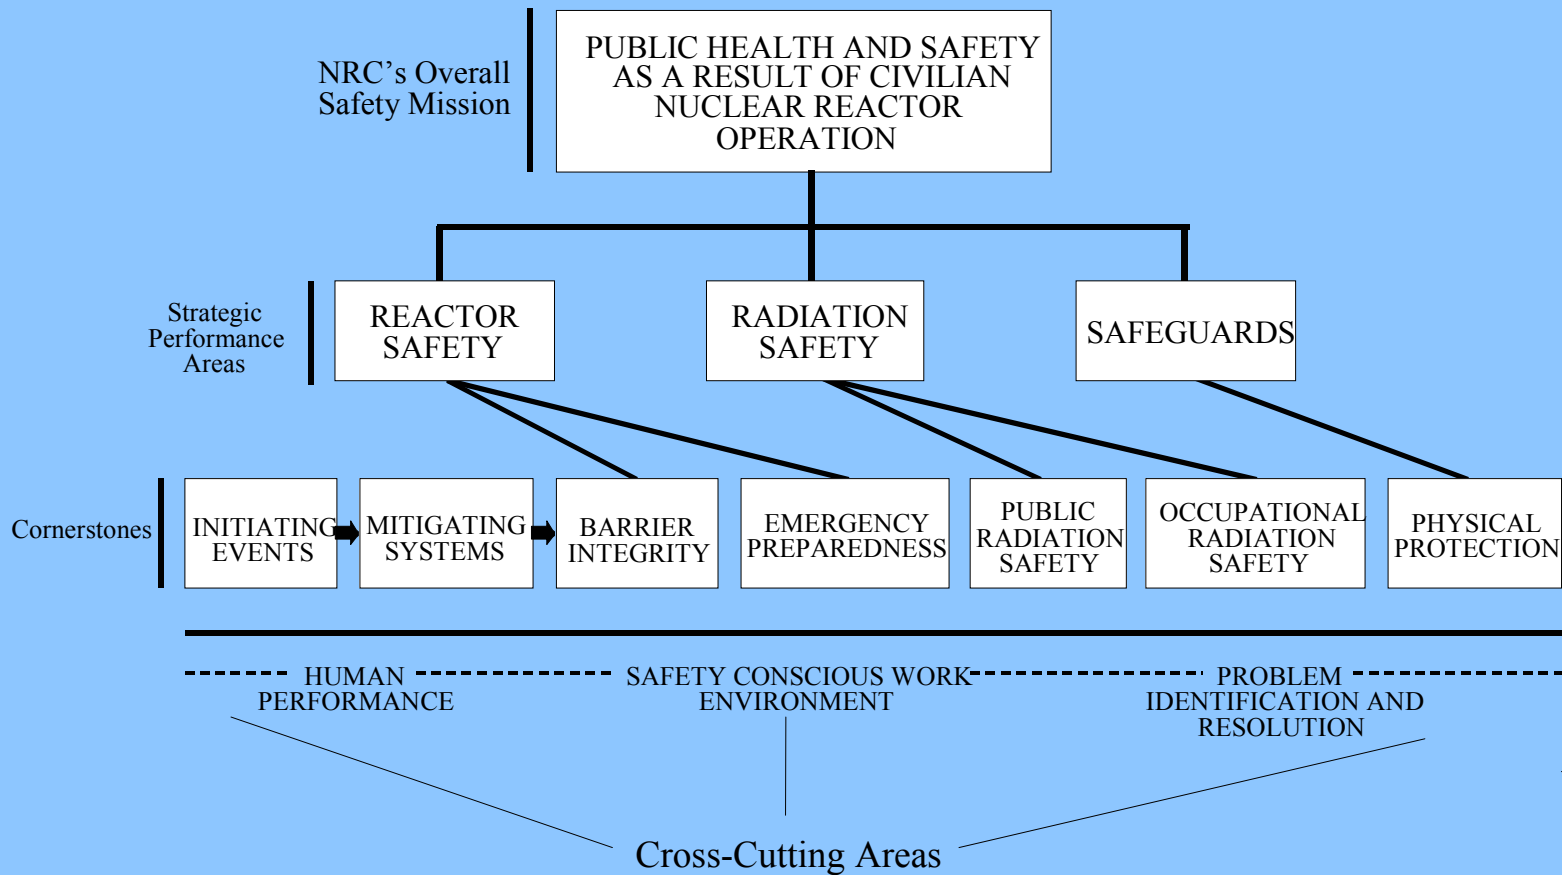 NRC’s Overall
Safety Mission
PUBLIC HEALTH AND SAFETY
AS A RESULT OF CIVILIAN
NUCLEAR REACTOR
OPERATION
Strategic
Performance
Areas
REACTOR
SAFETY
RADIATION
SAFETY
SAFEGUARDS
Cornerstones
INITIATING
EVENTS
MITIGATING
SYSTEMS
BARRIER
INTEGRITY
EMERGENCY
PREPAREDNESS
PUBLIC
RADIATION
SAFETY
OCCUPATIONAL
RADIATION
SAFETY
PHYSICAL
PROTECTION
HUMAN
PERFORMANCE
SAFETY CONSCIOUS WORK
ENVIRONMENT
PROBLEM
IDENTIFICATION AND
RESOLUTION
Cross-Cutting Areas